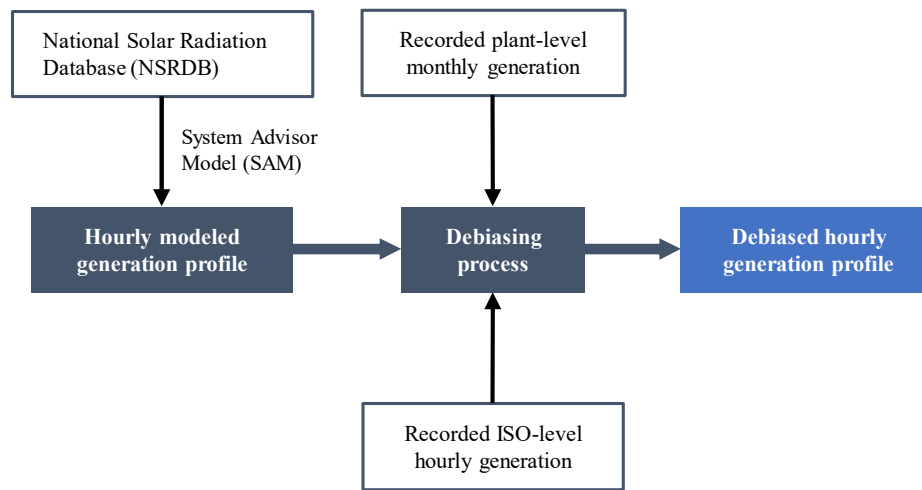 National Solar Radiation
Database (NSRDB)
Recorded plant-level
monthly generation
System Advisor
Model (SAM)
Hourly modeled
generation profile
Debiasing
process
Debiased hourly
generation profile
Recorded ISO-level
hourly generation